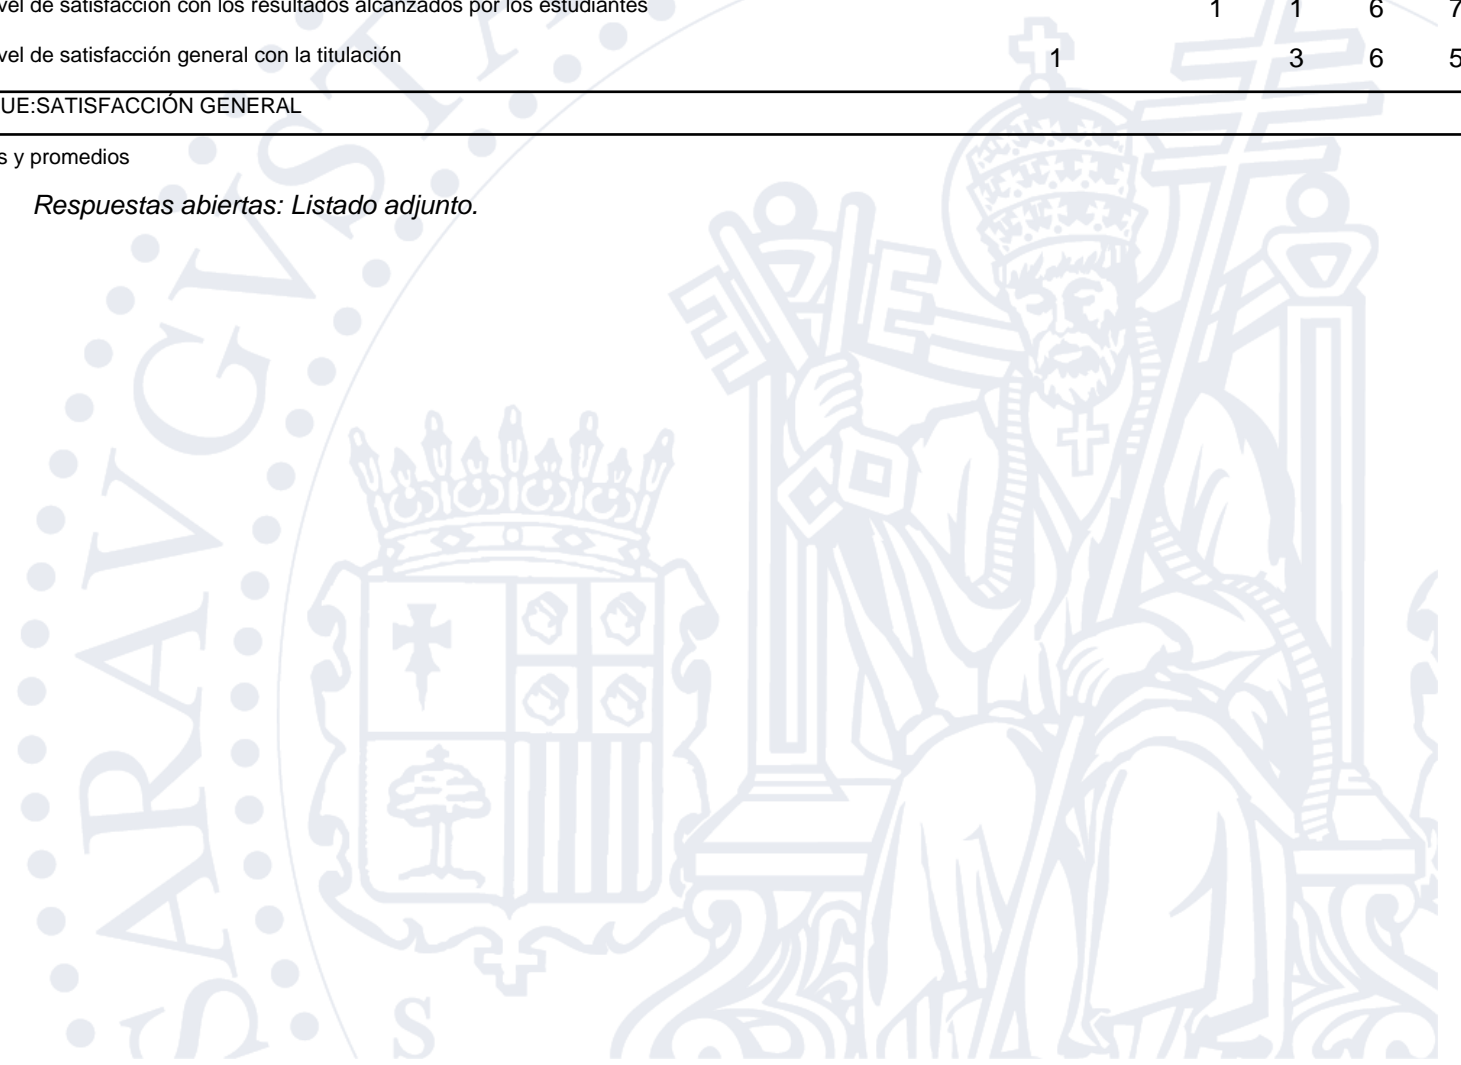 vel de satisfacción con los resultados alcanzados por los estudiantes 1 1 6 7
vel de satisfacción general con la titulación 1 3 6 5
UE:SATISFACCIÓN GENERAL
s y promedios
Respuestas abiertas: Listado adjunto.
SARAVGVSTA
S